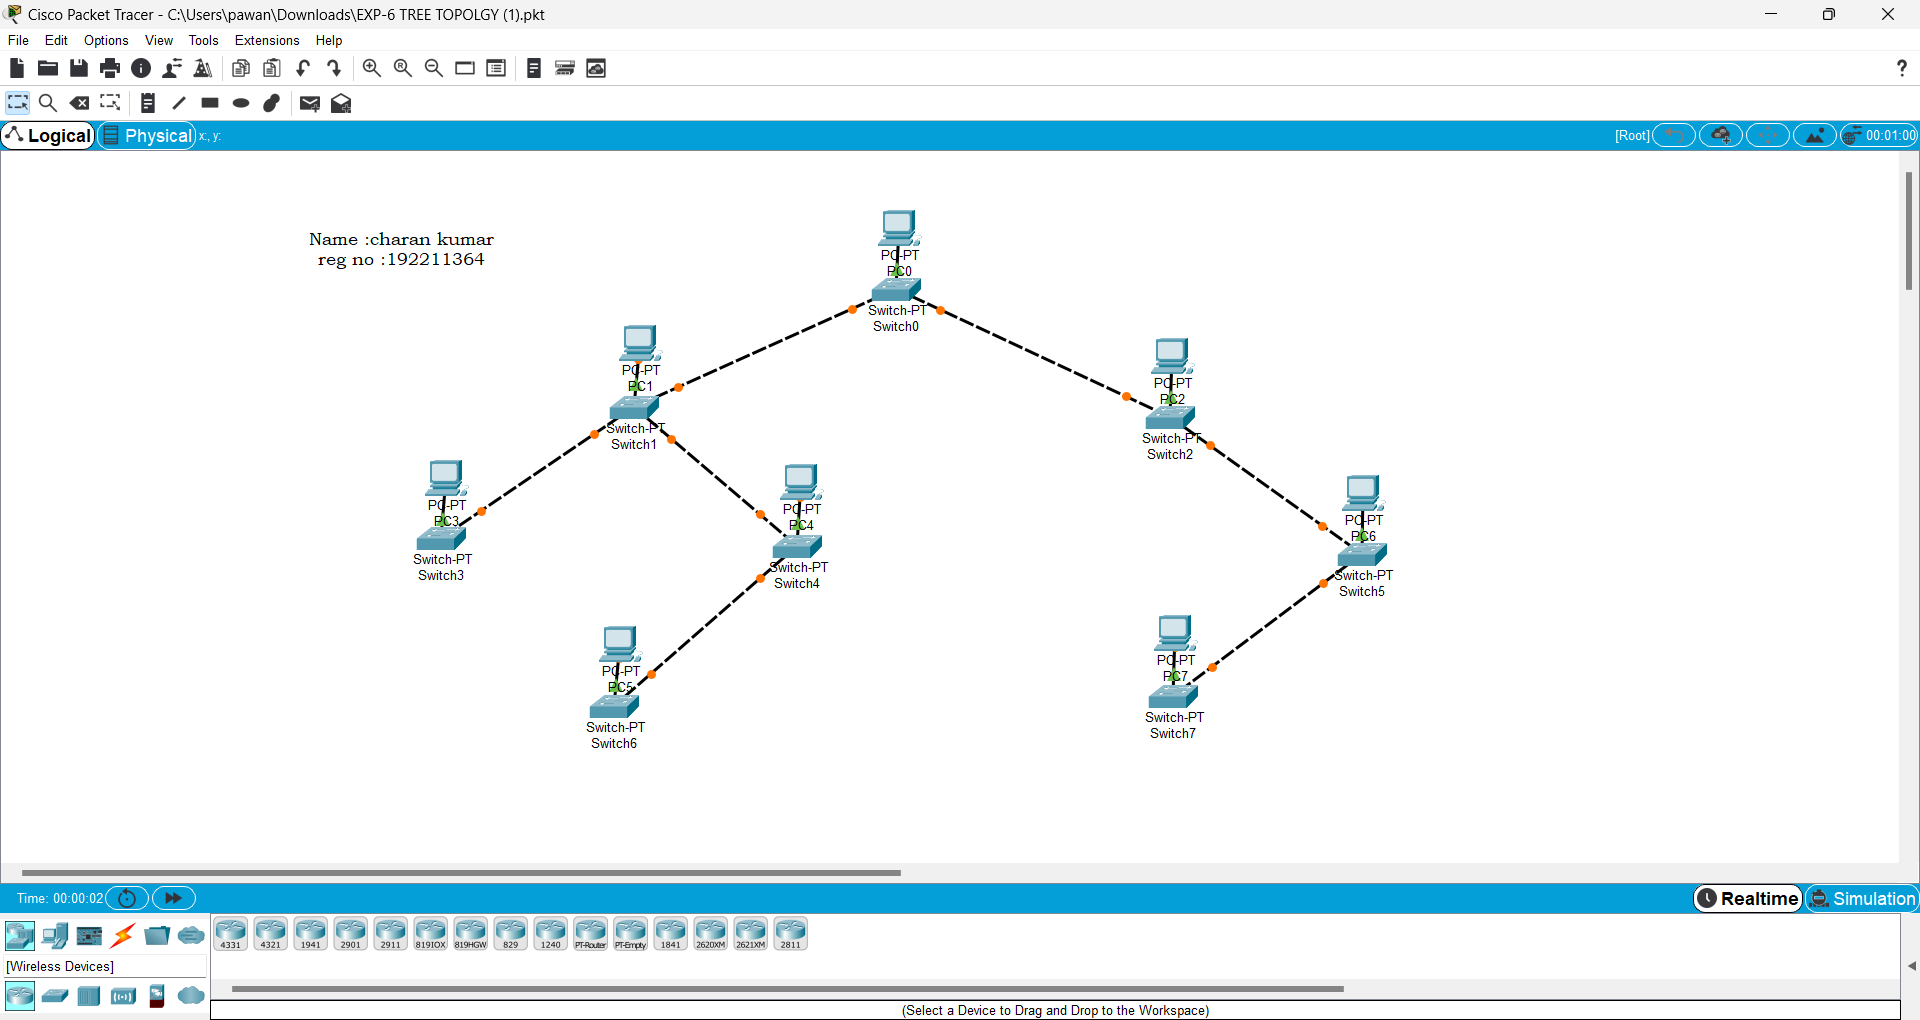 Cisco Packet Tracer - C:\Users\pawan\Downloads\EXP-6 TREE TOPOLGY (1).pkt
File Edit Options View Tools Extensions Help
?
Logical Physical x:, y: [Root] 00:01:00
Name :charan kumar
reg no :192211364
PC-PT
PC0
Switch-PT
Switch0
PC-PT
PC1
Switch-PT
Switch1
PC-PT
PC2
Switch-PT
Switch2
PC-PT
PC3
Switch-PT
Switch3
PC-PT
PC4
Switch-PT
Switch4
PC-PT
PC6
Switch-PT
Switch5
PC-PT
PC5
Switch-PT
Switch6
PC-PT
PC7
Switch-PT
Switch7
Time: 00:00:02 Realtime Simulation
4331 4321 1941 2901 2911 819IOX 819HGW 829 1240 PT-Router PT-Empty 1841 2620XM 2621XM 2811
[Wireless Devices]
(Select a Device to Drag and Drop to the Workspace)